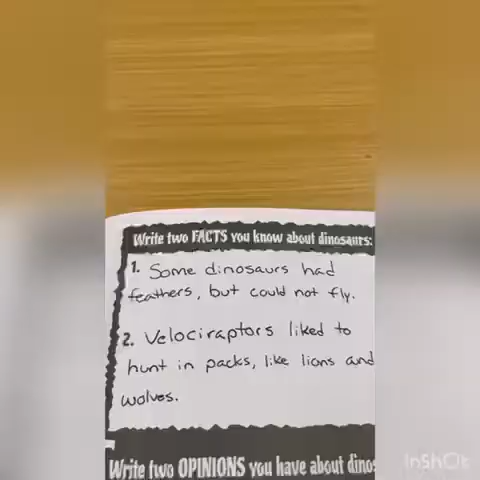 Write two FACTS you know about dinosaurs:
1. Some dinosaurs had
feathers, but could not fly.
2. Velociraptors liked to
hunt in packs, like lions and
wolves.
Write two OPINIONS you have about dinos
InShOt